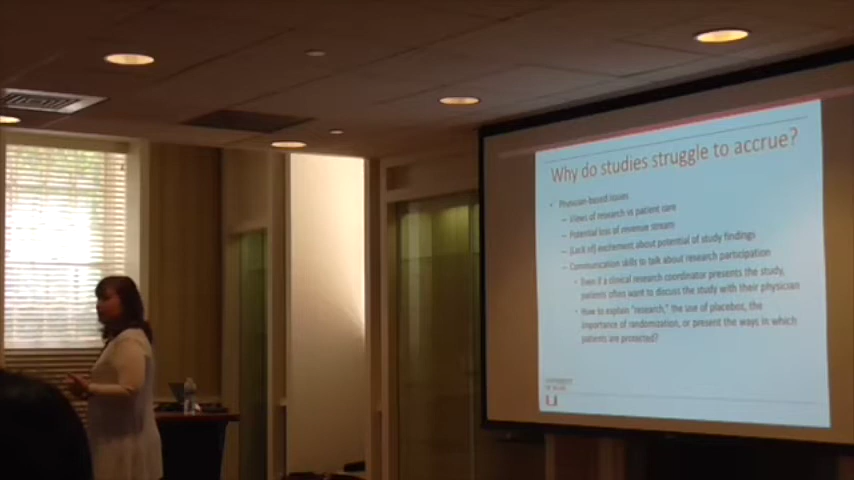 Why do studies struggle to accrue?
• Physician-based issues
– Views of research vs patient care
– Potential loss of revenue stream
– (Lack of) excitement about potential of study findings
– Communication skills to talk about research participation
• Even if a clinical research coordinator presents the study,
patients often want to discuss the study with their physician
• How to explain "research," the use of placebos, the
importance of randomization, or present the ways in which
patients are protected?
U